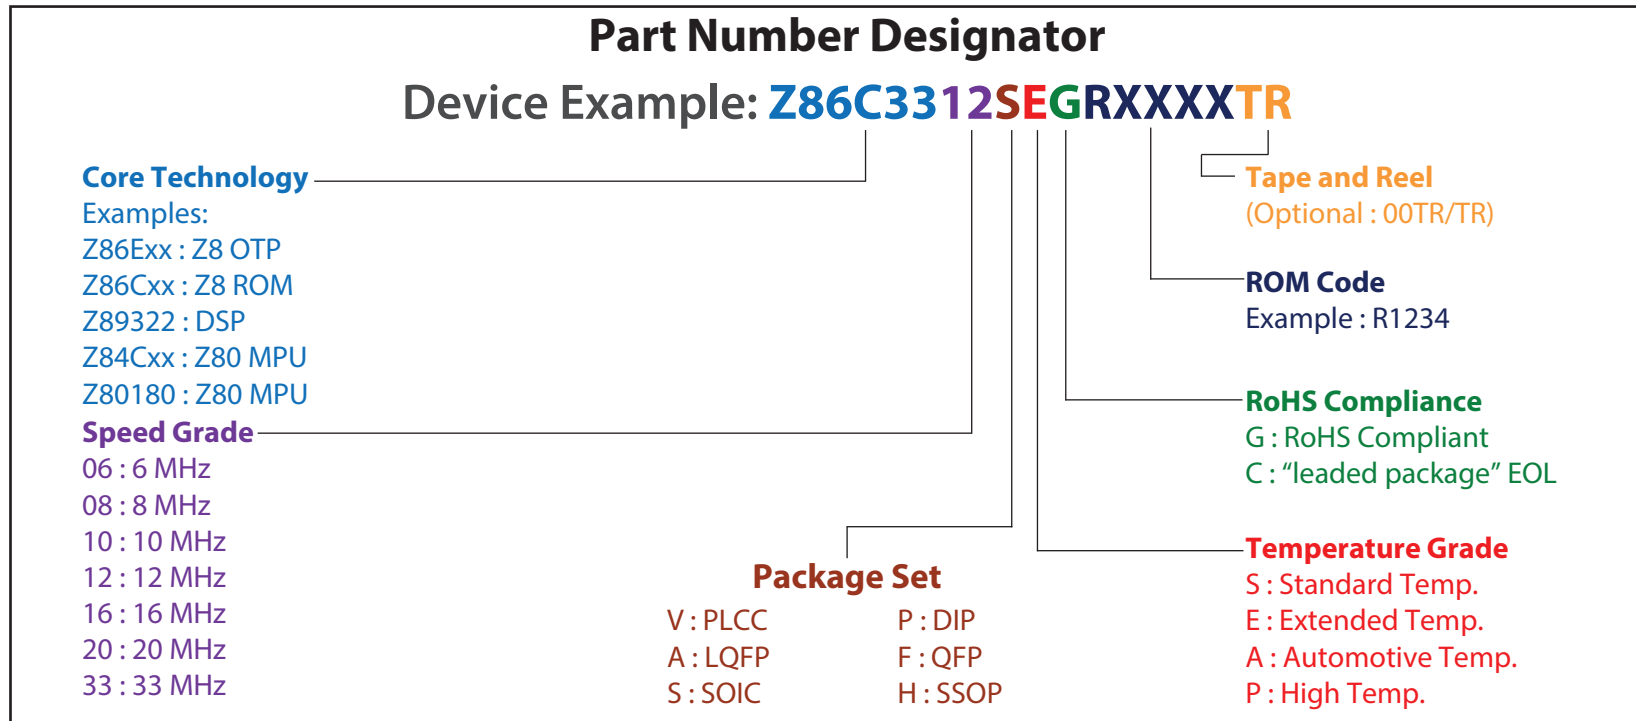 Part Number Designator
Device Example: Z86C3312SEGRXXXXTR
Core Technology
Examples:
Z86Exx : Z8 OTP
Z86Cxx : Z8 ROM
Z89322 : DSP
Z84Cxx : Z80 MPU
Z80180 : Z80 MPU
Speed Grade
06 : 6 MHz
08 : 8 MHz
10 : 10 MHz
12 : 12 MHz
16 : 16 MHz
20 : 20 MHz
33 : 33 MHz
Package Set
V : PLCC
A : LQFP
S : SOIC
P : DIP
F : QFP
H : SSOP
Tape and Reel
(Optional : 00TR/TR)
ROM Code
Example : R1234
RoHS Compliance
G : RoHS Compliant
C : “leaded package” EOL
Temperature Grade
S : Standard Temp.
E : Extended Temp.
A : Automotive Temp.
P : High Temp.